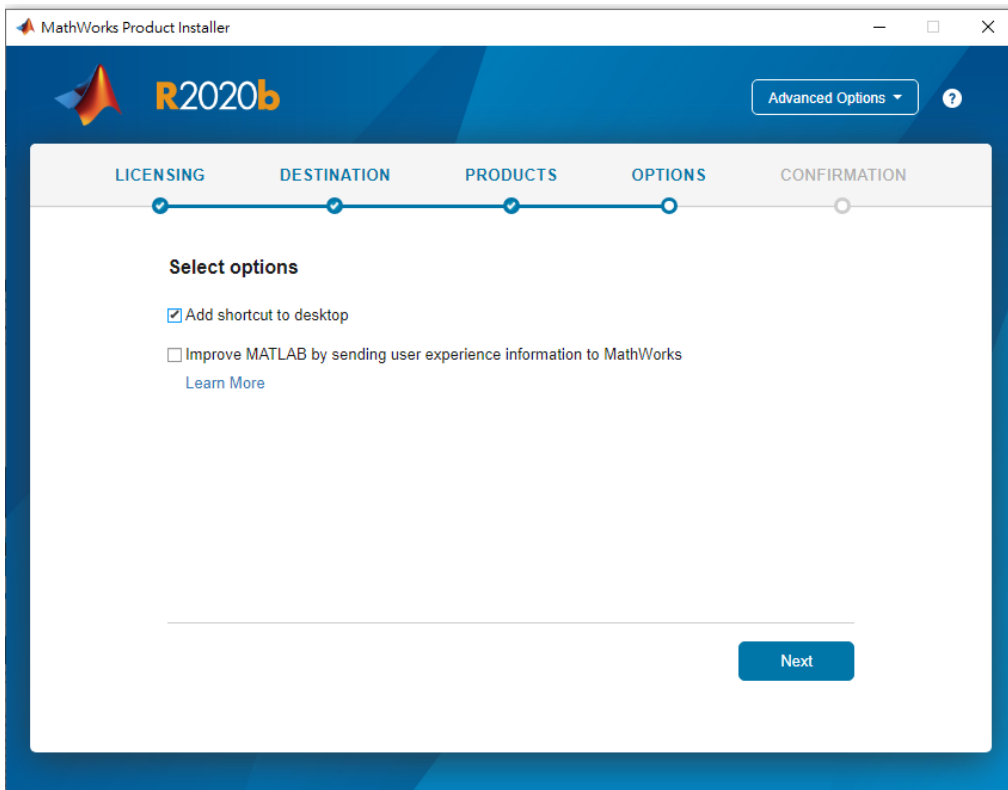 MathWorks Product Installer
R2020b
Advanced Options
?
LICENSING DESTINATION PRODUCTS OPTIONS CONFIRMATION
Select options
Add shortcut to desktop
Improve MATLAB by sending user experience information to MathWorks
Learn More
Next